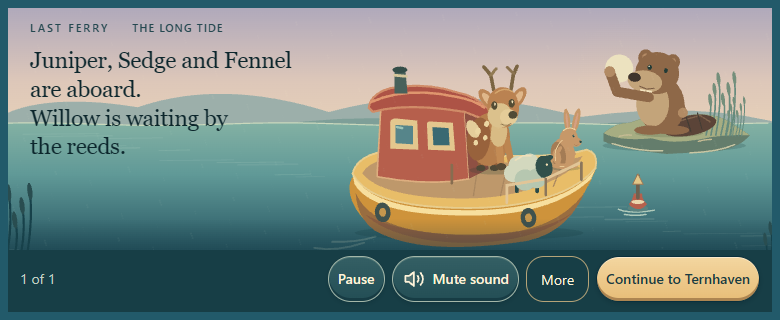 LAST FERRY THE LONG TIDE
Juniper, Sedge and Fennel
are aboard.
Willow is waiting by
the reeds.
1 of 1
Pause
Mute sound
More
Continue to Ternhaven